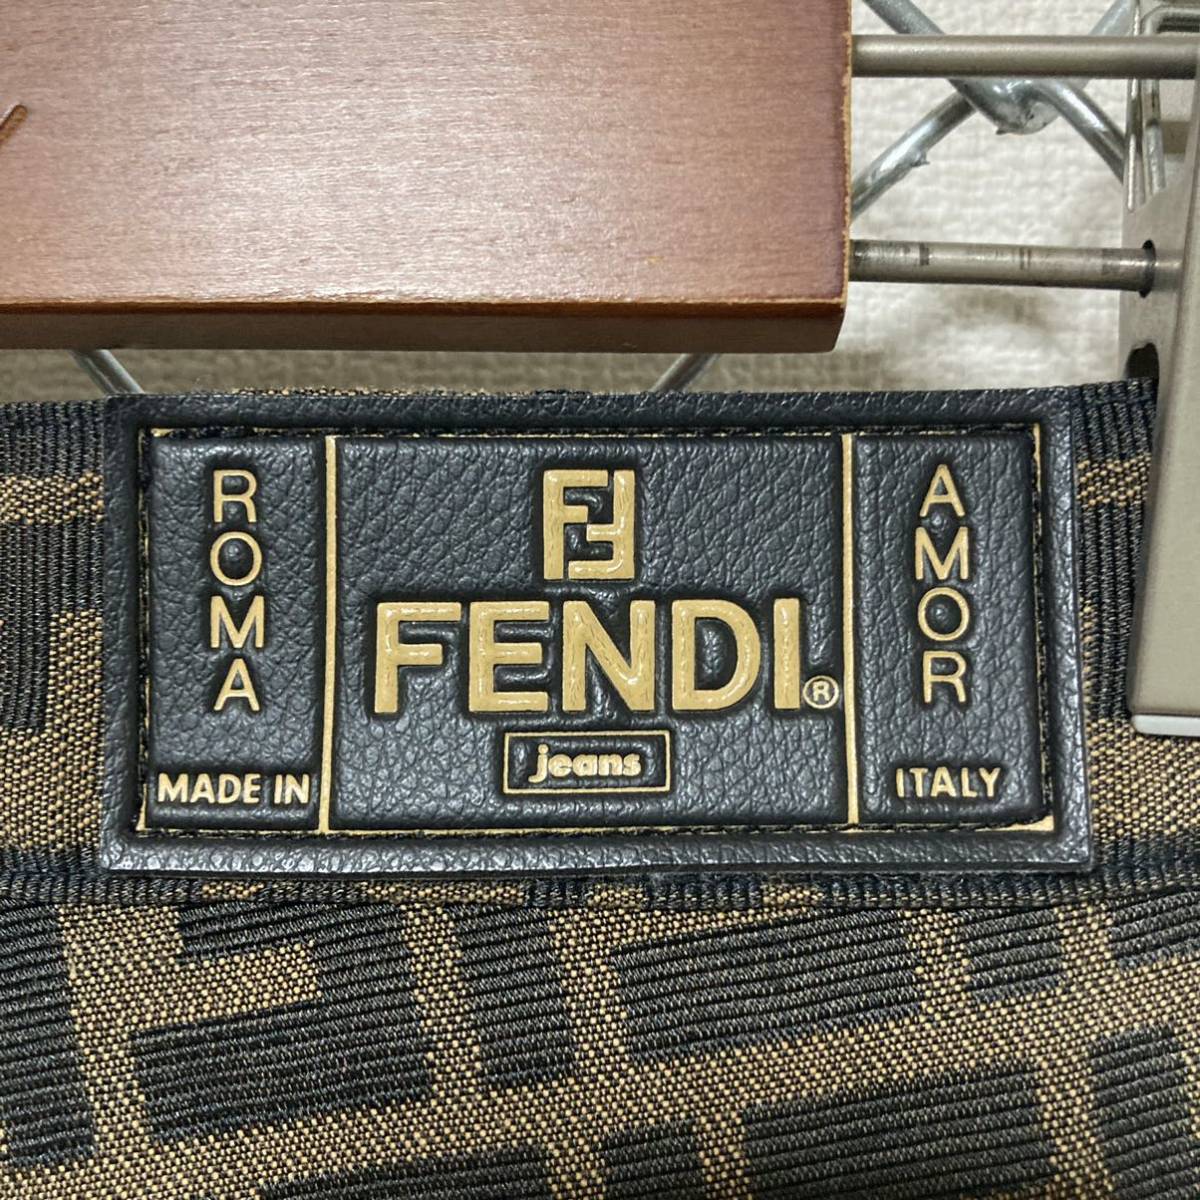 ROMA
MADE IN
FF
FENDI®
jeans
AMOR
ITALY